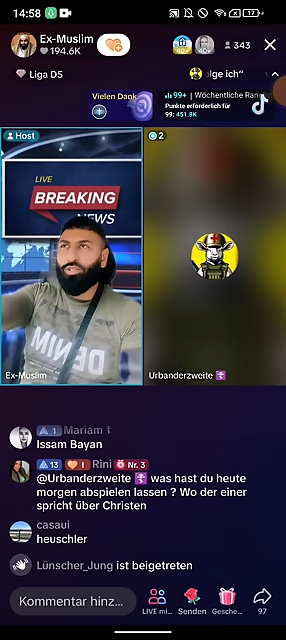 14:58
17
Ex-Muslim
194.6K
343
Liga D5
lge ich“
Vielen Dank
99+ | Wöchentliche Ran
Punkte erforderlich für
99: 451.8K
Host
2
LIVE
BREAKING
NEWS
DENIM
Ex-Muslim
Urbanderzweite
1 Mariam
Issam Bayan
13 I Rini Nr. 3
@Urbanderzweite was hast du heute
morgen abspielen lassen ? Wo der einer
spricht über Christen
casaui
heuschler
Lünscher_Jung ist beigetreten
Kommentar hinz...
LIVE mi...
Senden
Gesche...
97